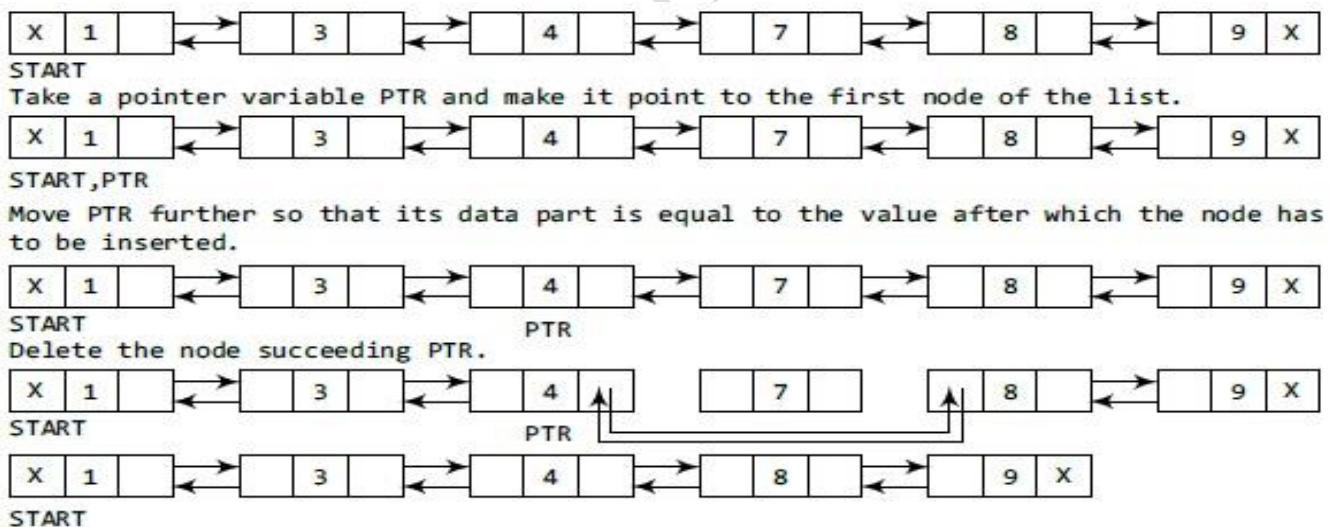 X 1 3 4 7 8 9 X
START
Take a pointer variable PTR and make it point to the first node of the list.
X 1 3 4 7 8 9 X
START,PTR
Move PTR further so that its data part is equal to the value after which the node has
to be inserted.
X 1 3 4 7 8 9 X
START PTR
Delete the node succeeding PTR.
X 1 3 4 7 8 9 X
START PTR
X 1 3 4 8 9 X
START